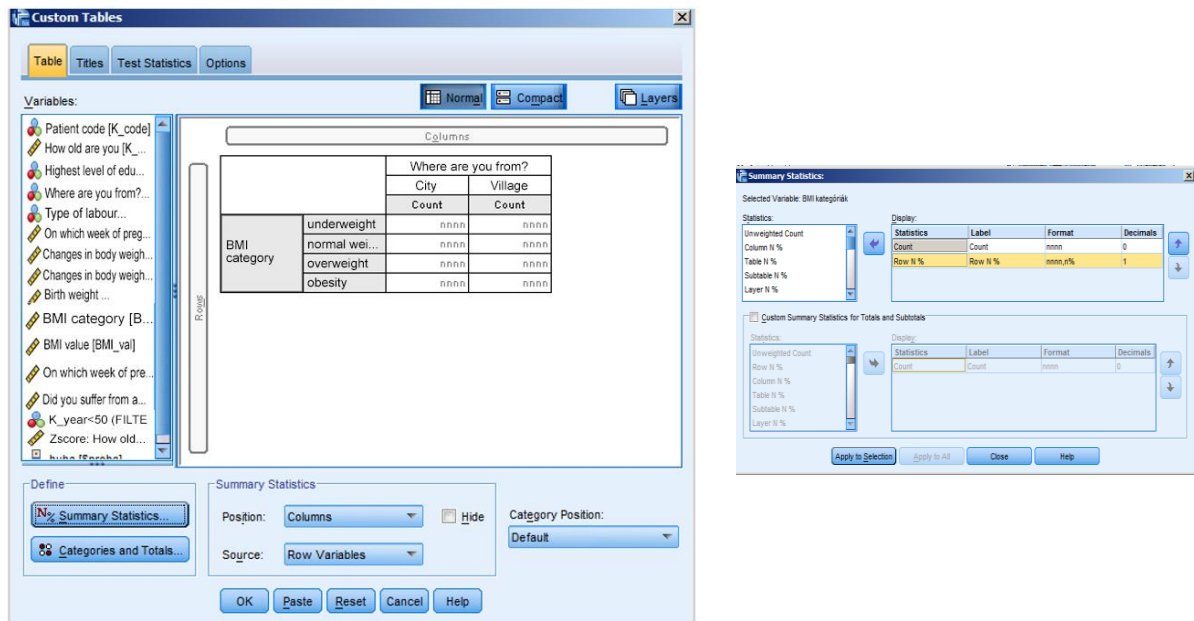 Custom Tables
Table Titles Test Statistics Options
Variables:
Normal Compact Layers
Patient code [K_code]
How old are you [K_...
Highest level of edu...
Where are you from?...
Type of labour...
On which week of preg...
Changes in body weigh...
Changes in body weigh...
Birth weight ...
BMI category [B...
BMI value [BMI_val]
On which week of pre...
Did you suffer from a...
K_year<50 (FILTE
Zscore: How old...
Columns
Rows
Where are you from?
City Village
Count Count
BMI category
underweight nnnn nnnn
normal wei... nnnn nnnn
overweight nnnn nnnn
obesity nnnn nnnn
Define
N% Summary Statistics...
Categories and Totals...
Summary Statistics
Position: Columns Hide
Source: Row Variables
Category Position:
Default
OK Paste Reset Cancel Help
Summary Statistics:
Selected Variable: BMI kategóriák
Statistics:
Unweighted Count
Column N %
Table N %
Subtable N %
Layer N %
Display:
Statistics Label Format Decimals
Count Count nnnn 0
Row N % Row N % nnnn,n% 1
Custom Summary Statistics for Totals and Subtotals
Statistics:
Unweighted Count
Row N %
Column N %
Table N %
Subtable N %
Layer N %
Display:
Statistics Label Format Decimals
Count Count nnnn 0
Apply to Selection Apply to All Close Help